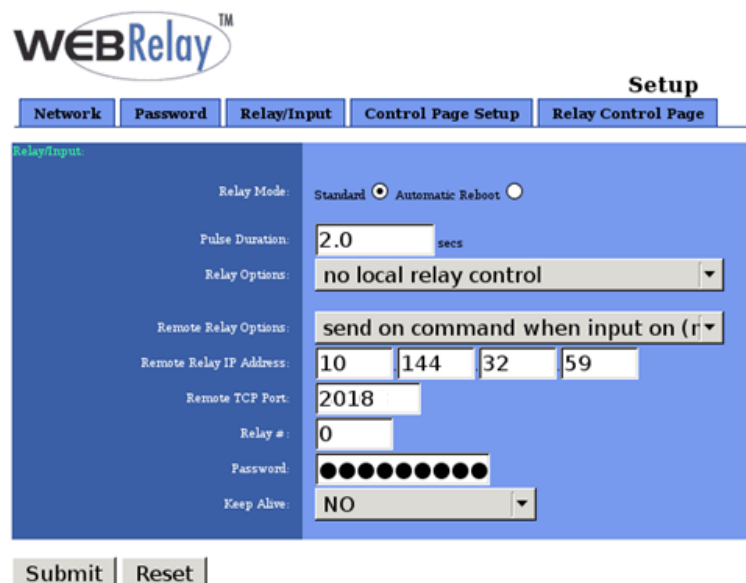 WEBRelay™
Setup
Network Password Relay/Input Control Page Setup Relay Control Page
Relay/Input:
Relay Mode: Standard Automatic Reboot
Pulse Duration: 2.0 secs
Relay Options: no local relay control
Remote Relay Options: send on command when input on (r
Remote Relay IP Address: 10 . 144 . 32 . 59
Remote TCP Port: 2018
Relay #: 0
Password: ●●●●●●●●●
Keep Alive: NO
Submit Reset